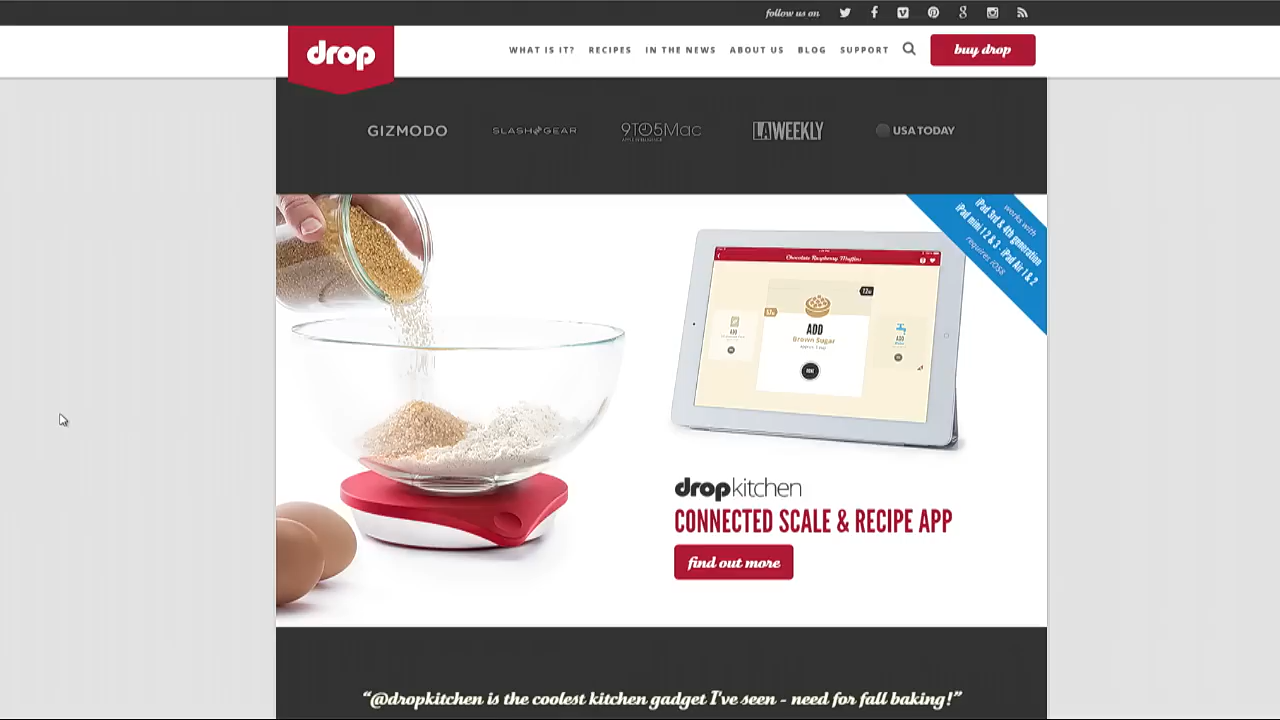 follow us on
drop
WHAT IS IT?
RECIPES
IN THE NEWS
ABOUT US
BLOG
SUPPORT
buy drop
GIZMODO
SLASHGEAR
9TO5Mac
LAWEEKLY
USA TODAY
works with
iPad 3rd & 4th generation
iPad mini 1 2 & 3 - iPad Air 1 & 2
requires iOS8
Chocolate Raspberry Muffins
ADD
Brown Sugar
ADD
ADD
dropkitchen
CONNECTED SCALE & RECIPE APP
find out more
“@dropkitchen is the coolest kitchen gadget I've seen - need for fall baking!”